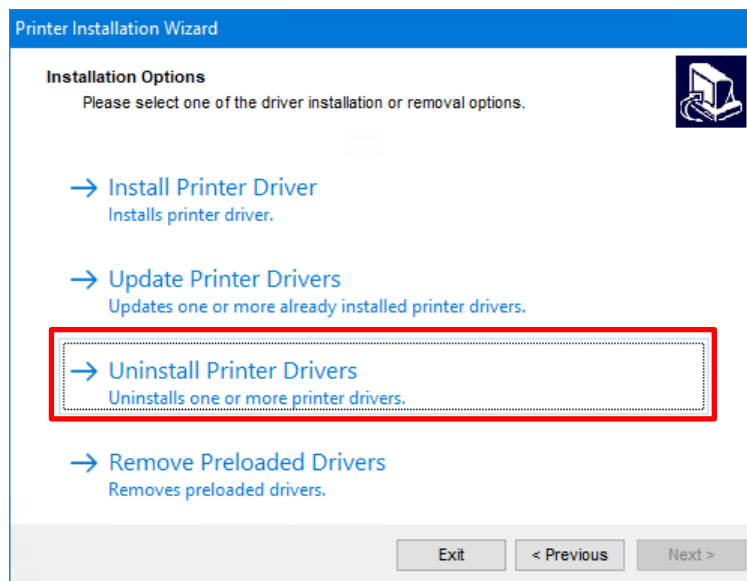 Printer Installation Wizard
Installation Options
Please select one of the driver installation or removal options.
→ Install Printer Driver
Installs printer driver.
→ Update Printer Drivers
Updates one or more already installed printer drivers.
→ Uninstall Printer Drivers
Uninstalls one or more printer drivers.
→ Remove Preloaded Drivers
Removes preloaded drivers.
Exit < Previous Next >